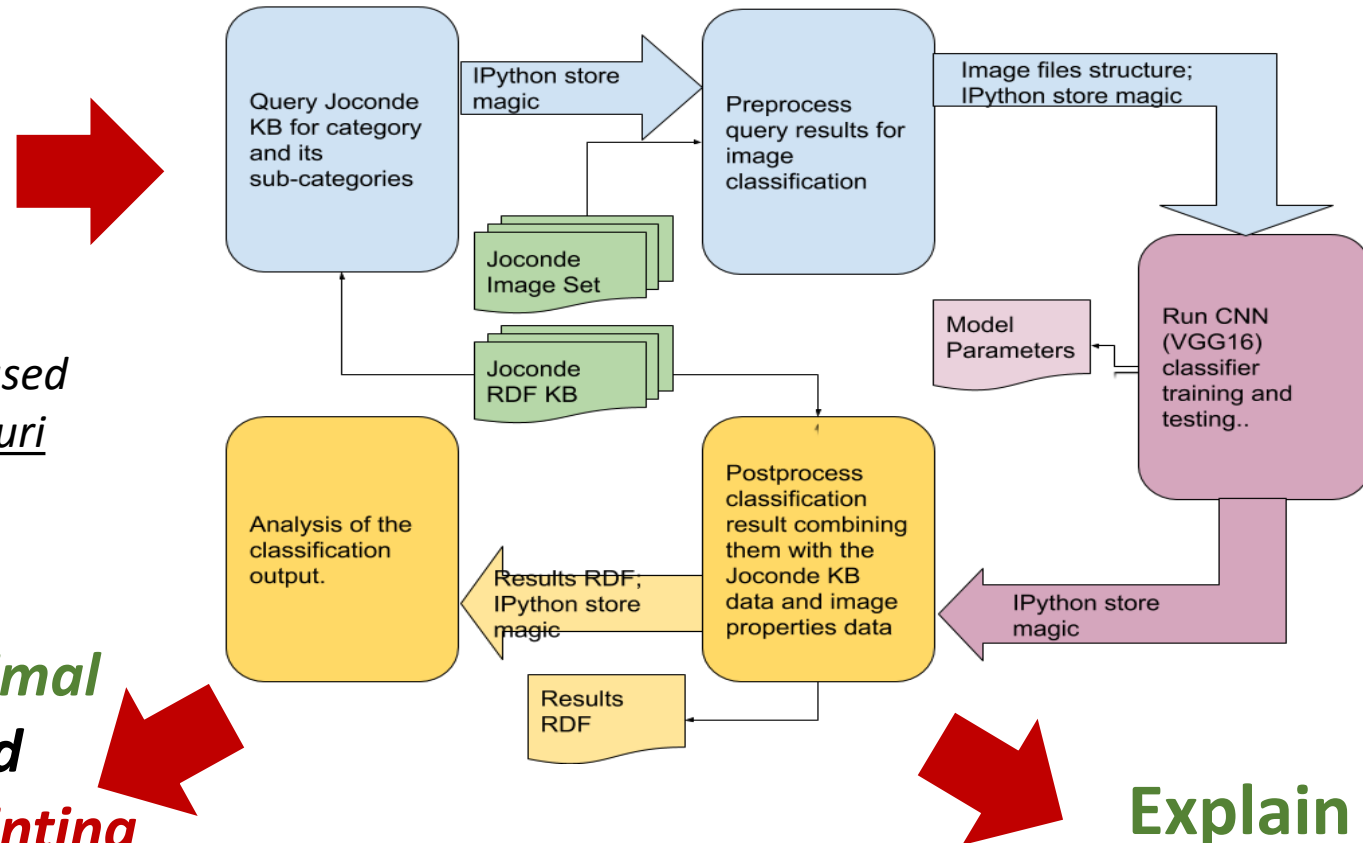 Query Joconde
KB for category
and its
sub-categories
IPython store
magic
Preprocess
query results for
image
classification
Image files structure;
IPython store magic
Joconde
Image Set
Joconde
RDF KB
Model
Parameters
Run CNN
(VGG16)
classifier
training and
testing..
sed
uri
Analysis of the
classification
output.
Results RDF;
IPython store
magic
Postprocess
classification
result combining
them with the
Joconde KB
data and image
properties data
IPython store
magic
Results
RDF
mal
d
nting
Explain